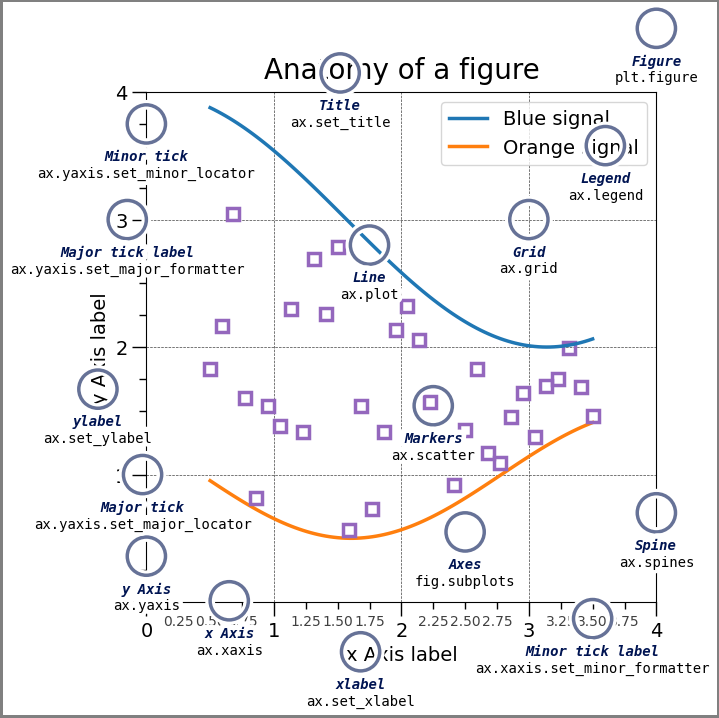 Figure
plt.figure
Anatomy of a figure
Title
ax.set_title
4
Blue signal
Orange signal
Legend
ax.legend
Minor tick
ax.yaxis.set_minor_locator
3
Major tick label
ax.yaxis.set_major_formatter
Grid
ax.grid
Line
ax.plot
2
y Axis label
ylabel
ax.set_ylabel
Markers
ax.scatter
Major tick
ax.yaxis.set_major_locator
Axes
fig.subplots
Spine
ax.spines
y Axis
ax.yaxis
x Axis
ax.xaxis
0.25 1.25 1.50 1.75 2.25 2.50 2.75 3.50
0 1 2 3 4
x Axis label
Minor tick label
ax.xaxis.set_minor_formatter
xlabel
ax.set_xlabel